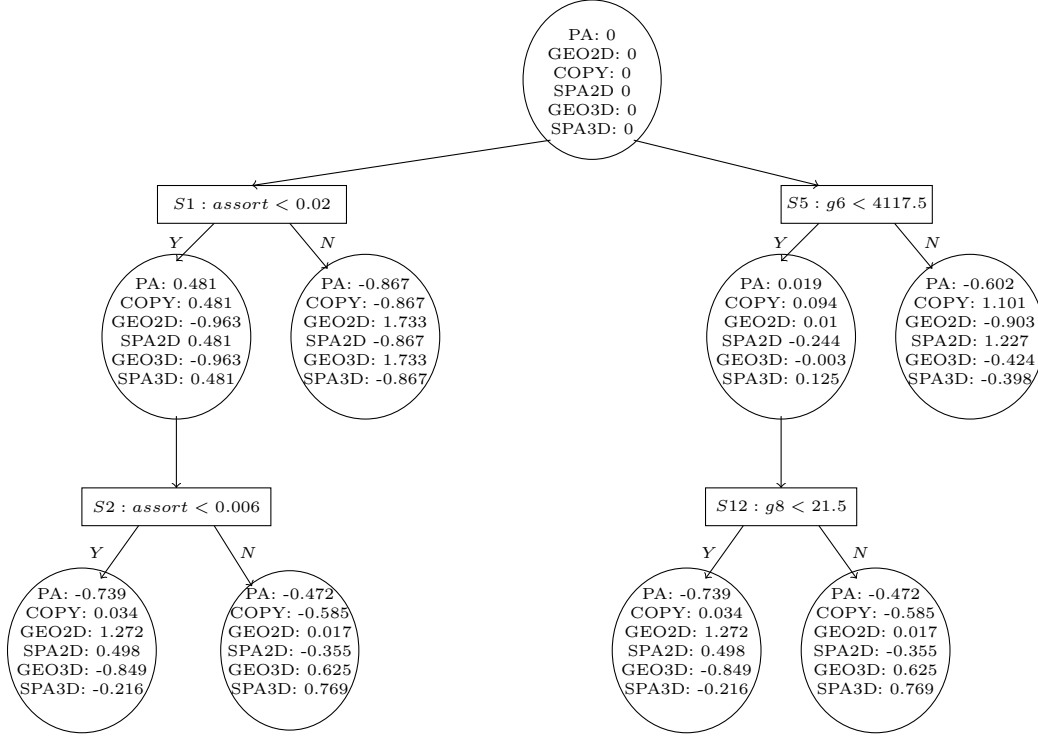 PA: 0
GEO2D: 0
COPY: 0
SPA2D 0
GEO3D: 0
SPA3D: 0
S1 : assort < 0.02
S5 : g6 < 4117.5
Y
N
Y
N
PA: 0.481
COPY: 0.481
GEO2D: -0.963
SPA2D 0.481
GEO3D: -0.963
SPA3D: 0.481
PA: -0.867
COPY: -0.867
GEO2D: 1.733
SPA2D -0.867
GEO3D: 1.733
SPA3D: -0.867
PA: 0.019
COPY: 0.094
GEO2D: 0.01
SPA2D -0.244
GEO3D: -0.003
SPA3D: 0.125
PA: -0.602
COPY: 1.101
GEO2D: -0.903
SPA2D: 1.227
GEO3D: -0.424
SPA3D: -0.398
S2 : assort < 0.006
S12 : g8 < 21.5
Y
N
Y
N
PA: -0.739
COPY: 0.034
GEO2D: 1.272
SPA2D: 0.498
GEO3D: -0.849
SPA3D: -0.216
PA: -0.472
COPY: -0.585
GEO2D: 0.017
SPA2D: -0.355
GEO3D: 0.625
SPA3D: 0.769
PA: -0.739
COPY: 0.034
GEO2D: 1.272
SPA2D: 0.498
GEO3D: -0.849
SPA3D: -0.216
PA: -0.472
COPY: -0.585
GEO2D: 0.017
SPA2D: -0.355
GEO3D: 0.625
SPA3D: 0.769